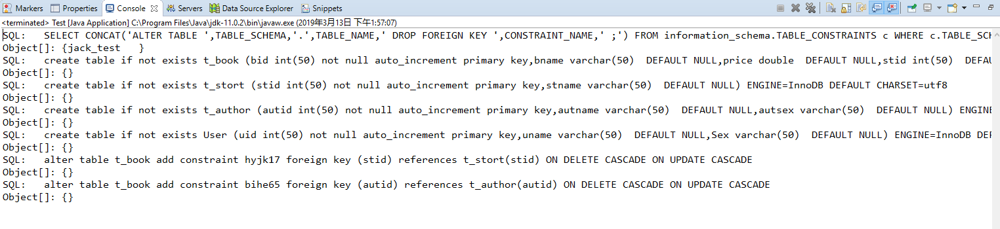 Markers Properties Console Servers Data Source Explorer Snippets
<terminated> Test [Java Application] C:\Program Files\Java\jdk-11.0.2\bin\javaw.exe (2019年3月13日 下午1:57:07)
SQL:   SELECT CONCAT('ALTER TABLE ',TABLE_SCHEMA,'.',TABLE_NAME,' DROP FOREIGN KEY ',CONSTRAINT_NAME,' ;') FROM information_schema.TABLE_CONSTRAINTS c WHERE c.TABLE_SCH
Object[]: {jack_test   }
SQL:   create table if not exists t_book (bid int(50) not null auto_increment primary key,bname varchar(50)  DEFAULT NULL,price double  DEFAULT NULL,stid int(50)  DEFAU
Object[]: {}
SQL:   create table if not exists t_stort (stid int(50) not null auto_increment primary key,stname varchar(50)  DEFAULT NULL) ENGINE=InnoDB DEFAULT CHARSET=utf8
Object[]: {}
SQL:   create table if not exists t_author (autid int(50) not null auto_increment primary key,autname varchar(50)  DEFAULT NULL,autsex varchar(50)  DEFAULT NULL) ENGINE
Object[]: {}
SQL:   create table if not exists User (uid int(50) not null auto_increment primary key,uname varchar(50)  DEFAULT NULL,Sex varchar(50)  DEFAULT NULL) ENGINE=InnoDB DEF
Object[]: {}
SQL:   alter table t_book add constraint hyjk17 foreign key (stid) references t_stort(stid) ON DELETE CASCADE ON UPDATE CASCADE
Object[]: {}
SQL:   alter table t_book add constraint bihe65 foreign key (autid) references t_author(autid) ON DELETE CASCADE ON UPDATE CASCADE
Object[]: {}